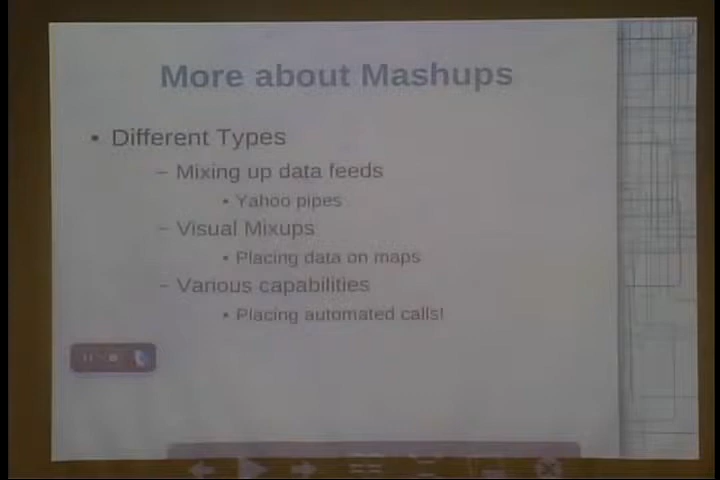 More about Mashups
• Different Types
– Mixing up data feeds
• Yahoo pipes
– Visual Mixups
• Placing data on maps
– Various capabilities
• Placing automated calls!